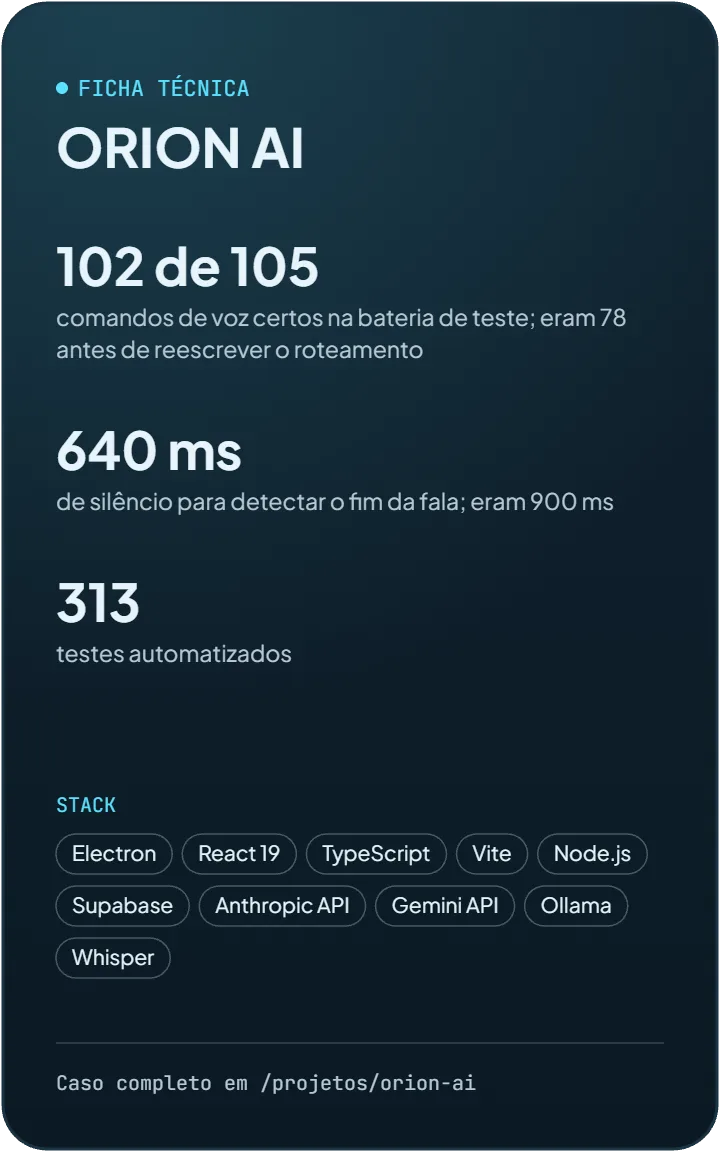 FICHA TÉCNICA
ORION AI
102 de 105
comandos de voz certos na bateria de teste; eram 78
antes de reescrever o roteamento
640 ms
de silêncio para detectar o fim da fala; eram 900 ms
313
testes automatizados
STACK
Electron React 19 TypeScript Vite Node.js
Supabase Anthropic API Gemini API Ollama
Whisper
Caso completo em /projetos/orion-ai